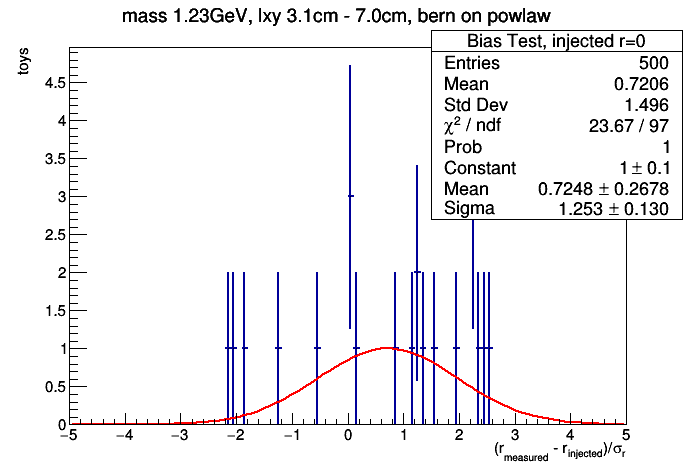 mass 1.23GeV, lxy 3.1cm - 7.0cm, bern on powlaw
Bias Test, injected r=0
Entries 500
Mean 0.7206
Std Dev 1.496
χ² / ndf 23.67 / 97
Prob 1
Constant 1 ± 0.1
Mean 0.7248 ± 0.2678
Sigma 1.253 ± 0.130
toys
4.5
4
3.5
3
2.5
2
1.5
1
0.5
0
−5 −4 −3 −2 −1 0 1 2 3 4 5
(r_measured - r_injected)/σ_r